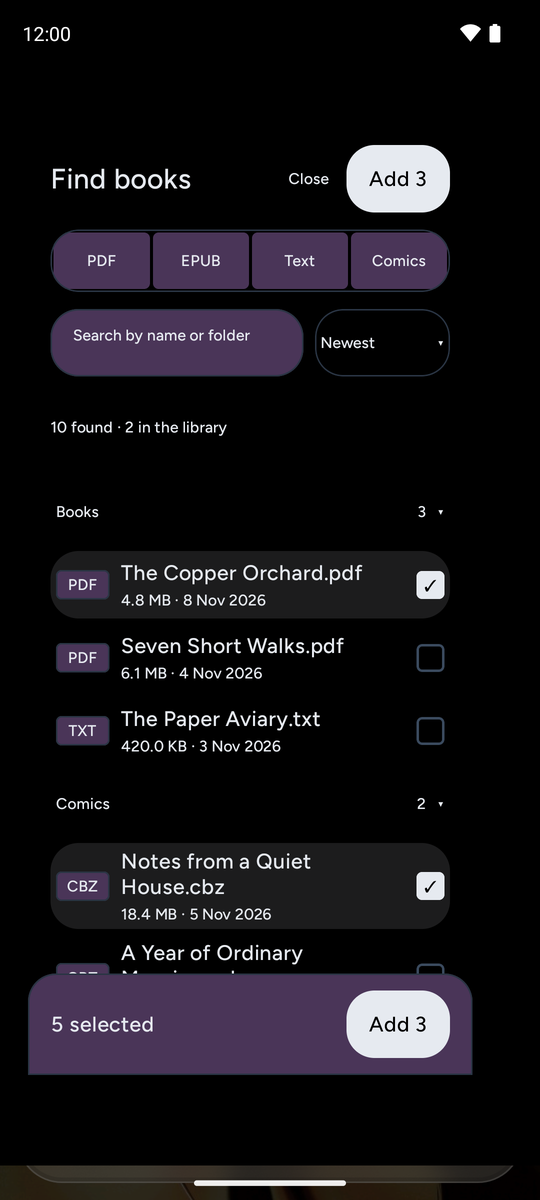 12:00
Find books
Close
Add 3
PDF
EPUB
Text
Comics
Search by name or folder
Newest
10 found · 2 in the library
Books
3
PDF
The Copper Orchard.pdf
4.8 MB · 8 Nov 2026
PDF
Seven Short Walks.pdf
6.1 MB · 4 Nov 2026
TXT
The Paper Aviary.txt
420.0 KB · 3 Nov 2026
Comics
2
CBZ
Notes from a Quiet
House.cbz
18.4 MB · 5 Nov 2026
A Year of Ordinary
5 selected
Add 3